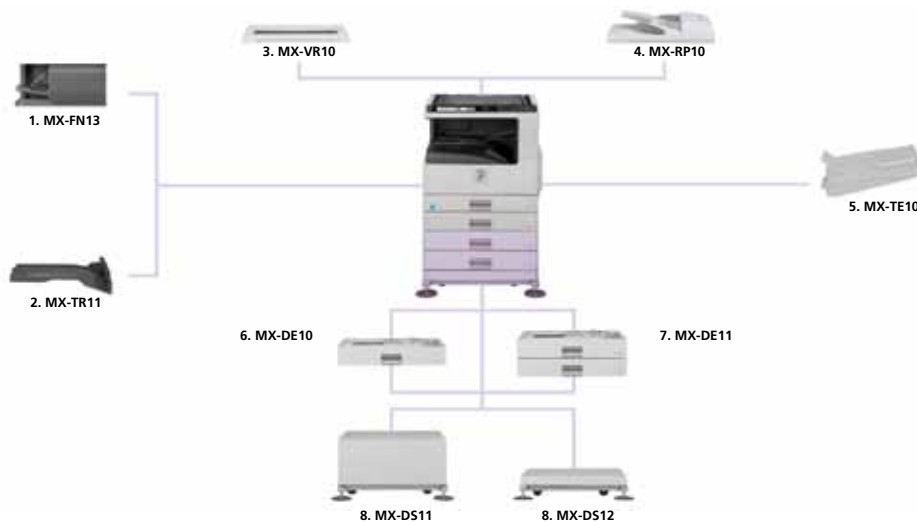 3. MX-VR10
4. MX-RP10
1. MX-FN13
5. MX-TE10
2. MX-TR11
6. MX-DE10
7. MX-DE11
8. MX-DS11
8. MX-DS12